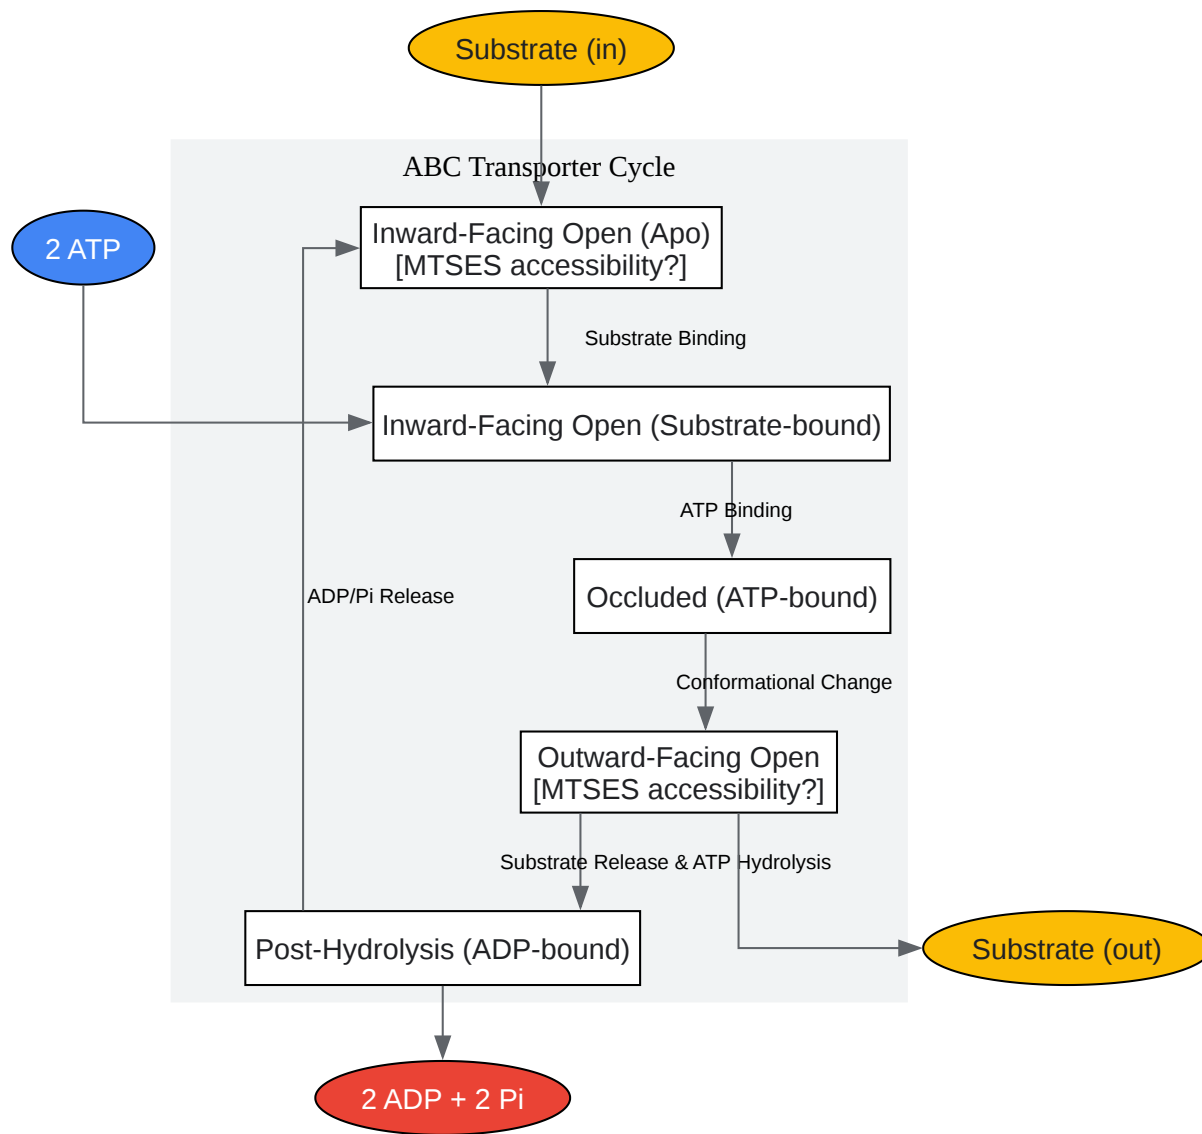 Substrate (in)
ABC Transporter Cycle
2 ATP
Inward-Facing Open (Apo)
[MTSES accessibility?]
Substrate Binding
Inward-Facing Open (Substrate-bound)
ATP Binding
Occluded (ATP-bound)
ADP/Pi Release
Conformational Change
Outward-Facing Open
[MTSES accessibility?]
Substrate Release & ATP Hydrolysis
Post-Hydrolysis (ADP-bound)
Substrate (out)
2 ADP + 2 Pi